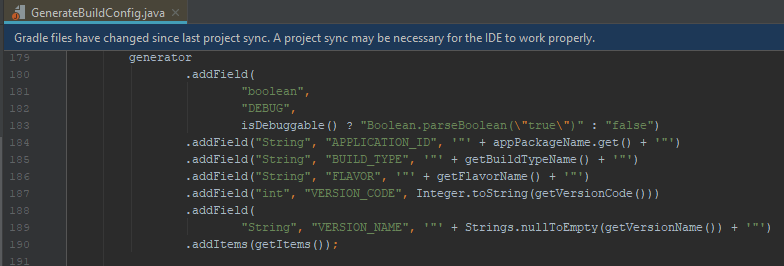 GenerateBuildConfig.java ×
Gradle files have changed since last project sync. A project sync may be necessary for the IDE to work properly.
179 generator
180 .addField(
181 "boolean",
182 "DEBUG",
183 isDebuggable() ? "Boolean.parseBoolean(\"true\")" : "false")
184 .addField("String", "APPLICATION_ID", '"' + appPackageName.get() + '"')
185 .addField("String", "BUILD_TYPE", '"' + getBuildTypeName() + '"')
186 .addField("String", "FLAVOR", '"' + getFlavorName() + '"')
187 .addField("int", "VERSION_CODE", Integer.toString(getVersionCode()))
188 .addField(
189 "String", "VERSION_NAME", '"' + Strings.nullToEmpty(getVersionName()) + '"')
190 .addItems(getItems());
191